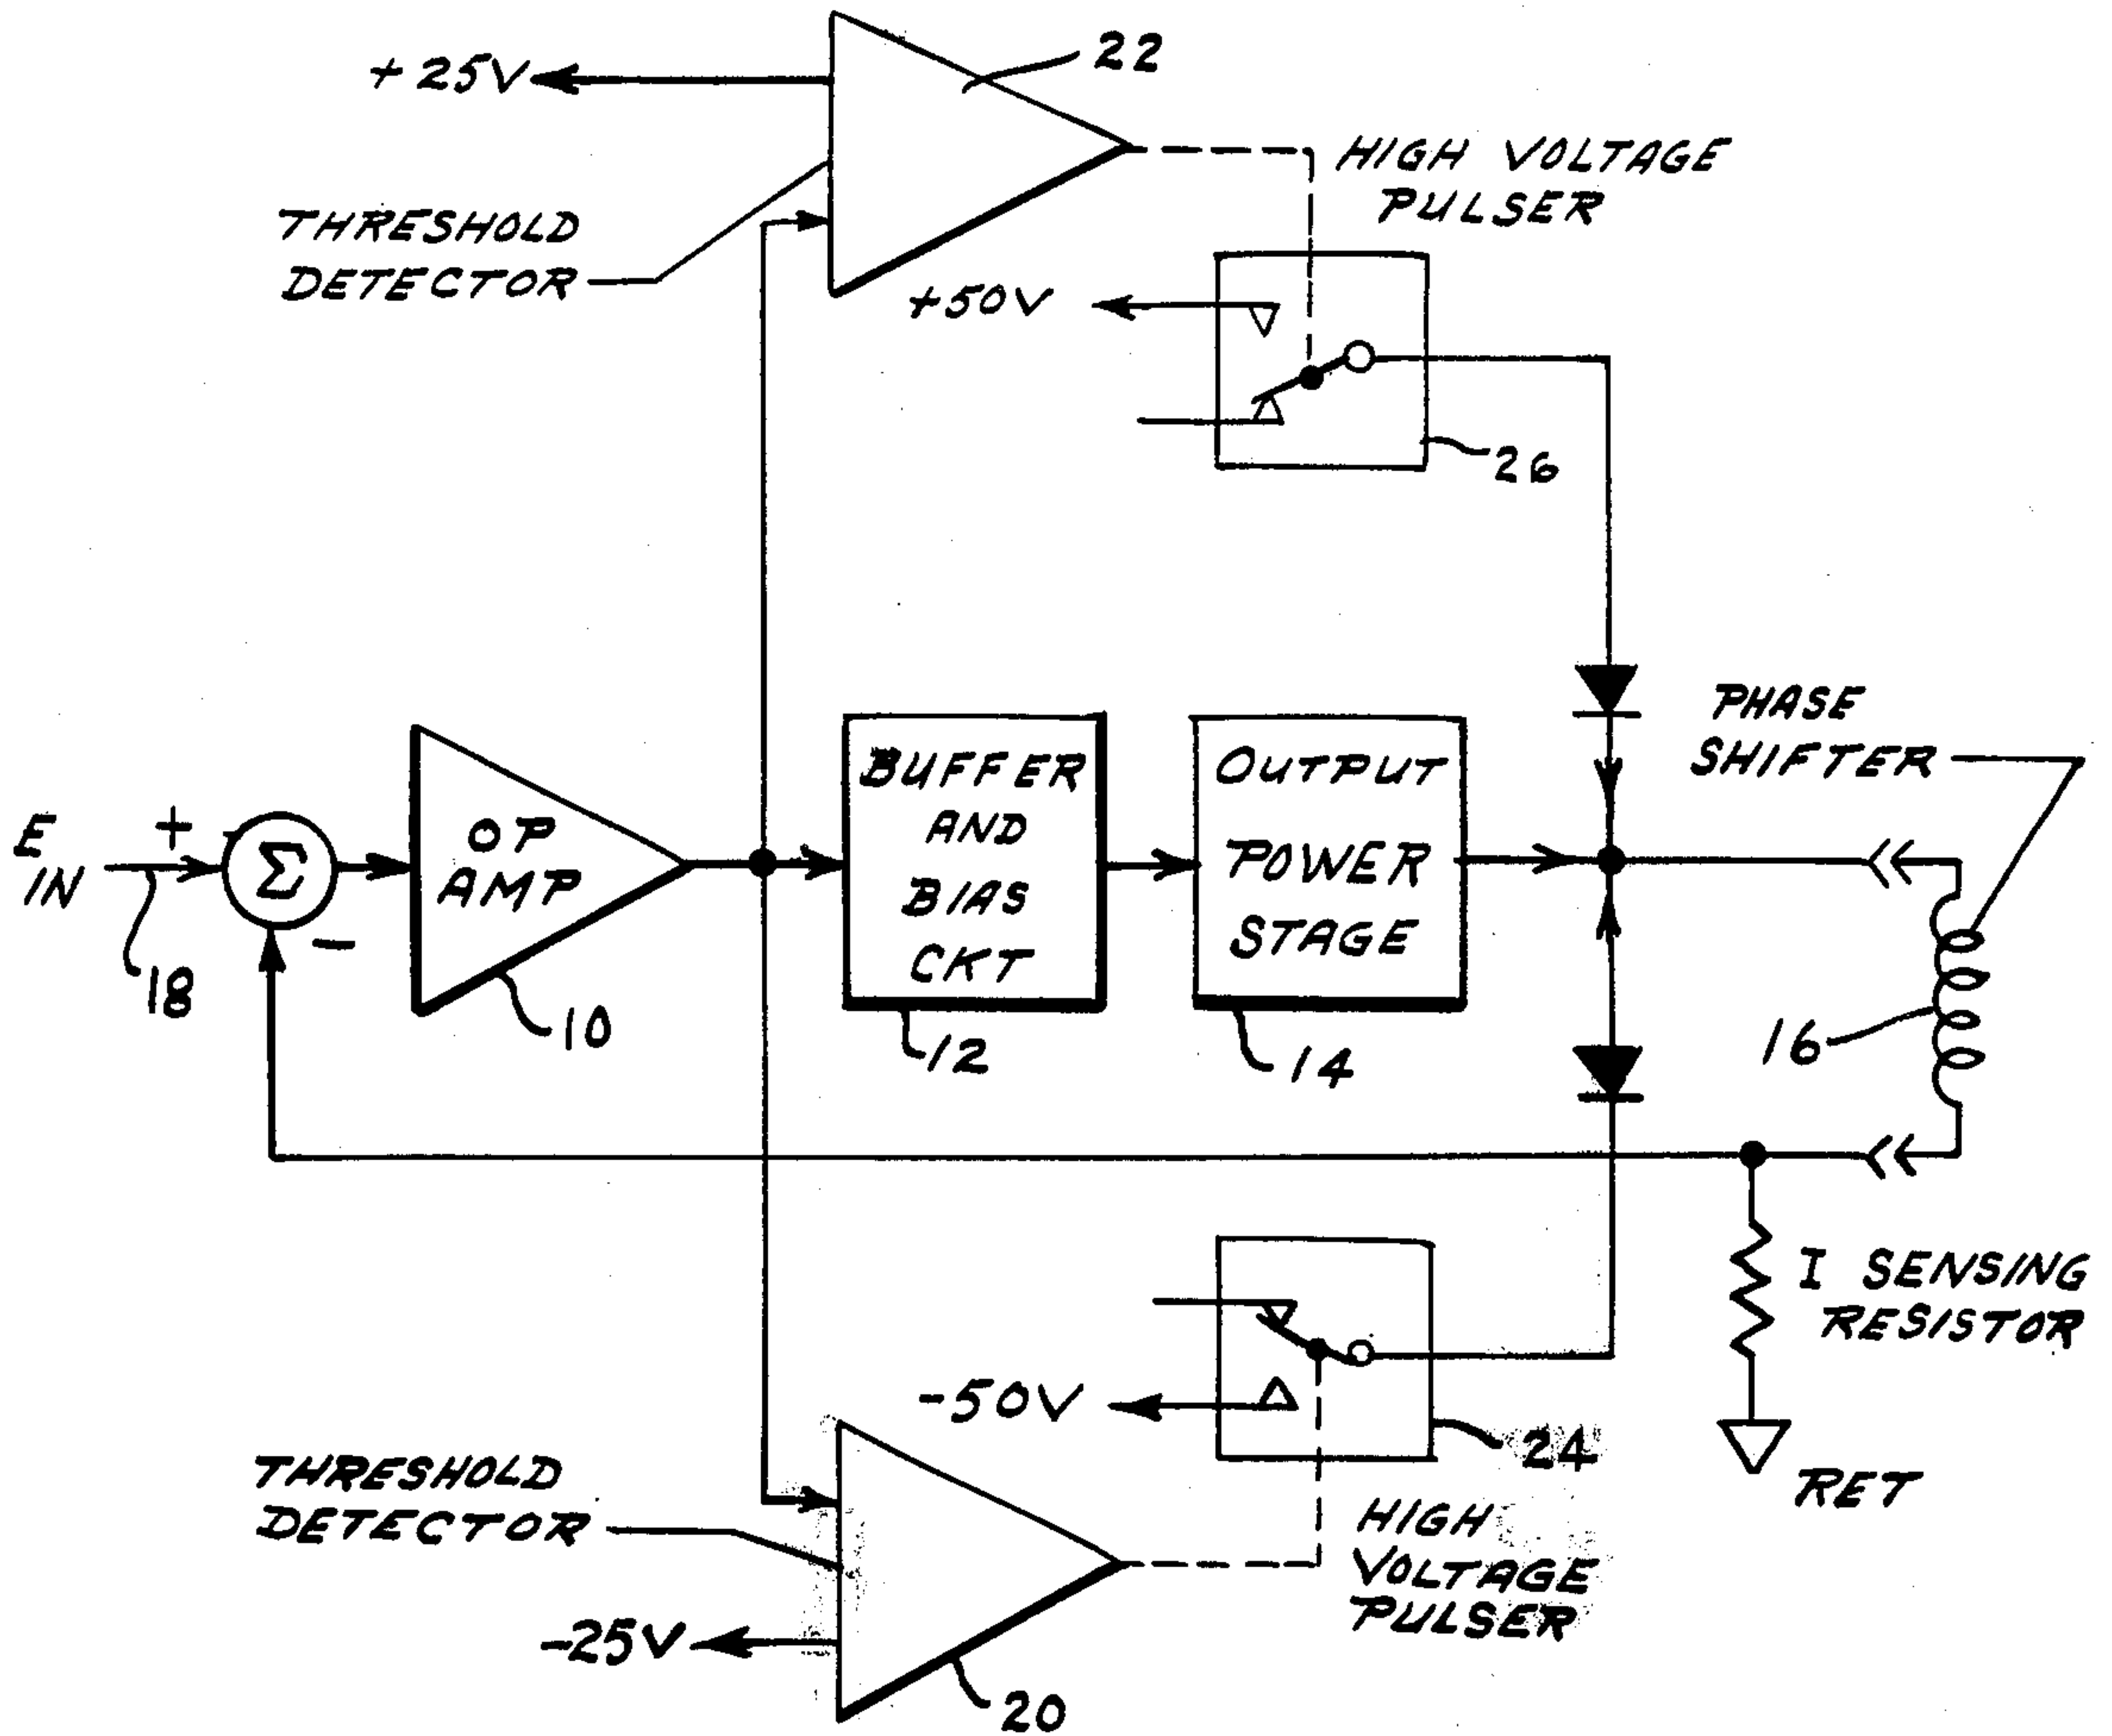 +25V
22
HIGH VOLTAGE
PULSER
THRESHOLD
DETECTOR
+50V
26
PHASE
SHIFTER
E
IN
+
Σ
−
18
OP
AMP
10
BUFFER
AND
BIAS
CKT
12
OUTPUT
POWER
STAGE
14
16
I SENSING
RESISTOR
RET
-50V
24
THRESHOLD
DETECTOR
HIGH
VOLTAGE
PULSER
-25V
20